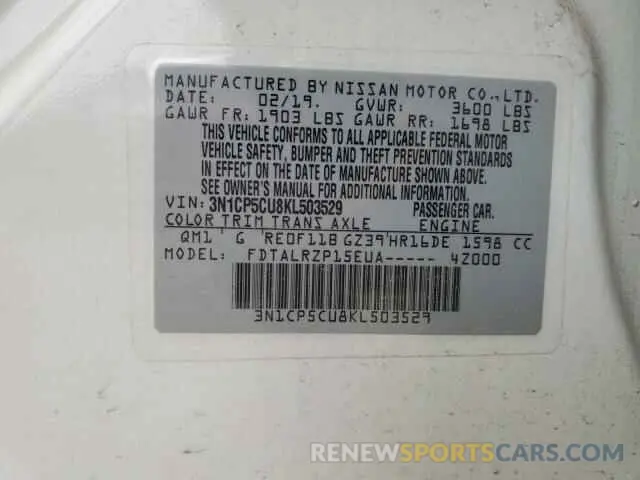 MANUFACTURED BY NISSAN MOTOR CO.,LTD.
DATE: 02/19. GVWR: 3600 LBS
GAWR FR: 1903 LBS GAWR RR: 1698 LBS
THIS VEHICLE CONFORMS TO ALL APPLICABLE FEDERAL MOTOR
VEHICLE SAFETY, BUMPER AND THEFT PREVENTION STANDARDS
IN EFFECT ON THE DATE OF MANUFACTURE SHOWN ABOVE.
SEE OWNER'S MANUAL FOR ADDITIONAL INFORMATION.
VIN: 3N1CP5CU8KL503529 PASSENGER CAR.
COLOR TRIM TRANS AXLE ENGINE
QM1 G RE0F11B GZ39 HR16DE 1598 CC
MODEL: FDTALRZP15EUA----- 4Z000
3N1CP5CU8KL503529
RENEWSPORTSCARS.COM